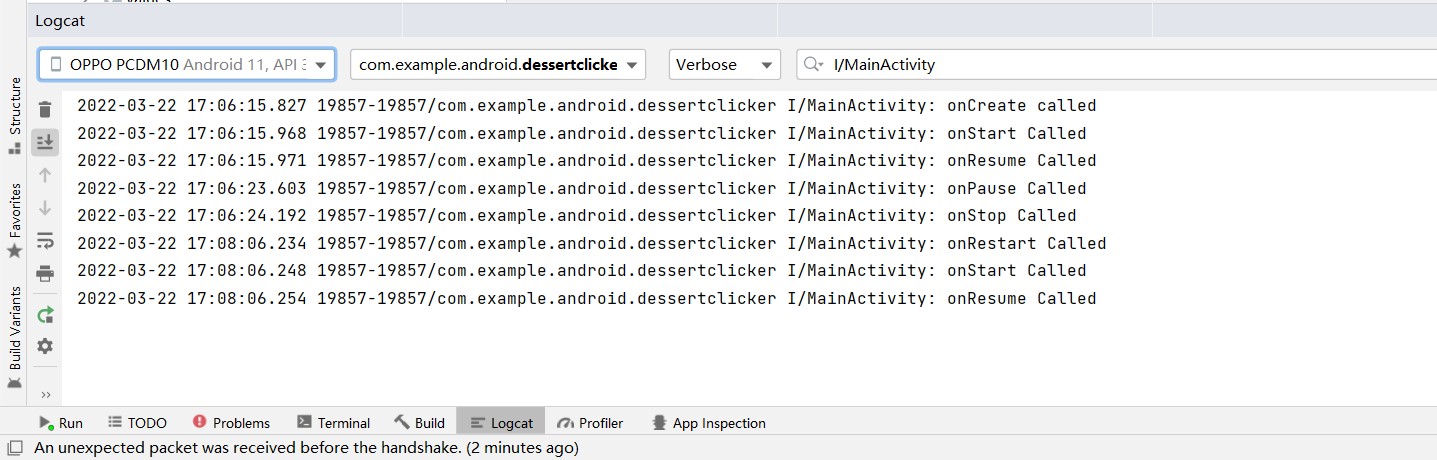 Logcat
OPPO PCDM10 Android 11, API
com.example.android.dessertclicke
Verbose
I/MainActivity
2022-03-22 17:06:15.827 19857-19857/com.example.android.dessertclicker I/MainActivity: onCreate called
2022-03-22 17:06:15.968 19857-19857/com.example.android.dessertclicker I/MainActivity: onStart Called
2022-03-22 17:06:15.971 19857-19857/com.example.android.dessertclicker I/MainActivity: onResume Called
2022-03-22 17:06:23.603 19857-19857/com.example.android.dessertclicker I/MainActivity: onPause Called
2022-03-22 17:06:24.192 19857-19857/com.example.android.dessertclicker I/MainActivity: onStop Called
2022-03-22 17:08:06.234 19857-19857/com.example.android.dessertclicker I/MainActivity: onRestart Called
2022-03-22 17:08:06.248 19857-19857/com.example.android.dessertclicker I/MainActivity: onStart Called
2022-03-22 17:08:06.254 19857-19857/com.example.android.dessertclicker I/MainActivity: onResume Called
Structure
Favorites
Build Variants
Run
TODO
Problems
Terminal
Build
Logcat
Profiler
App Inspection
An unexpected packet was received before the handshake. (2 minutes ago)